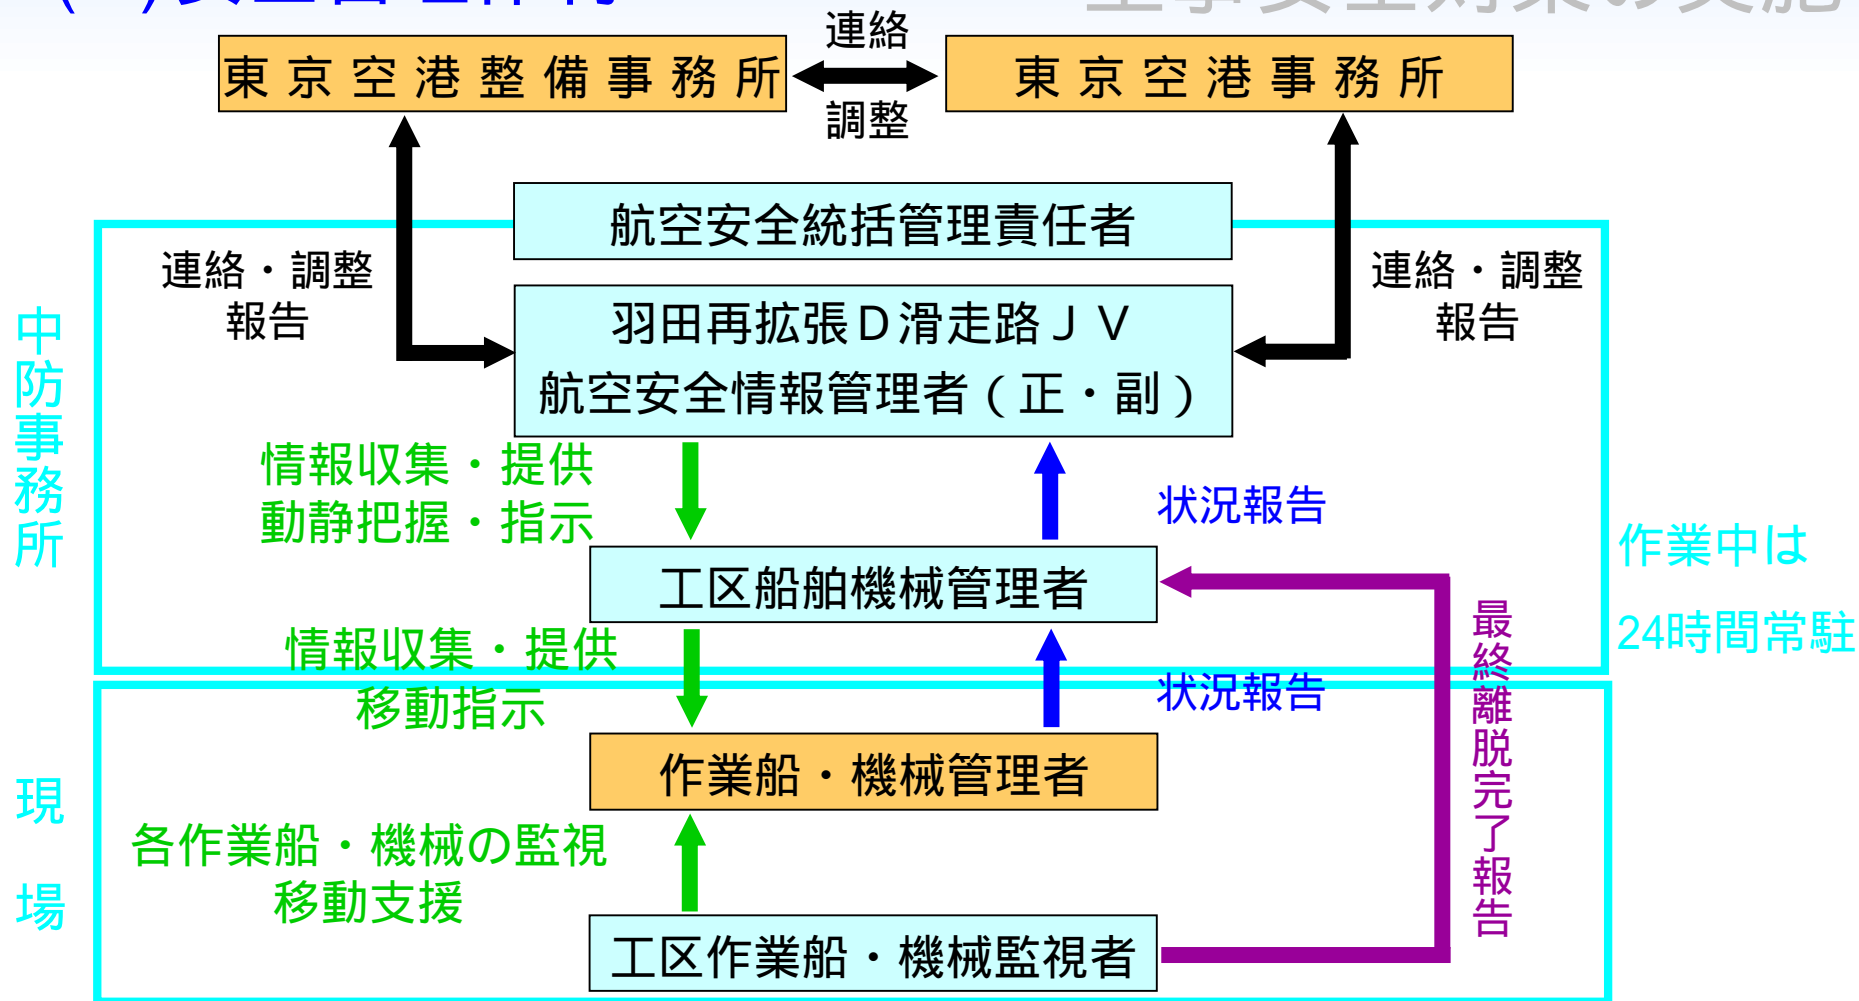 連絡
東京空港整備事務所
東京空港事務所
調整
航空安全統括管理責任者
連絡・調整
報告
連絡・調整
報告
羽田再拡張D滑走路JV
航空安全情報管理者(正・副)
中防事務所
情報収集・提供
動静把握・指示
状況報告
作業中は
24時間常駐
工区船舶機械管理者
情報収集・提供
移動指示
状況報告
最終離脱完了報告
作業船・機械管理者
現場
各作業船・機械の監視
移動支援
工区作業船・機械監視者